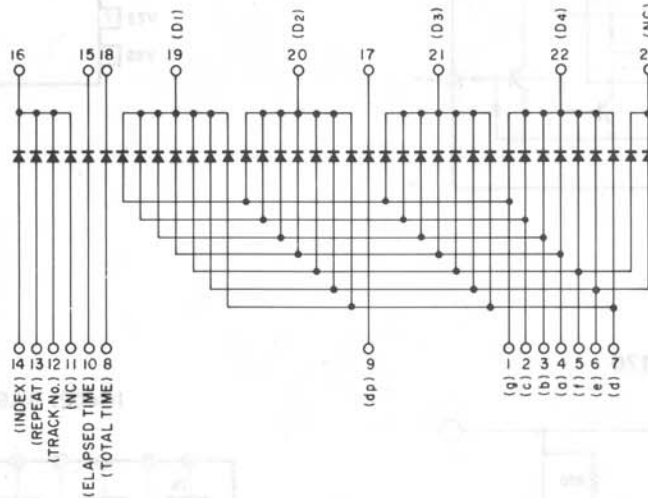 (D1)
(D2)
(D3)
(D4)
(NC)
16
15
18
19
20
17
21
22
2
14
13
12
11
10
8
9
1
2
3
4
5
6
7
(INDEX)
(REPEAT)
(TRACK No.)
(NC)
(ELAPSED TIME)
(TOTAL TIME)
(dp)
(g)
(c)
(b)
(a)
(f)
(e)
(d)